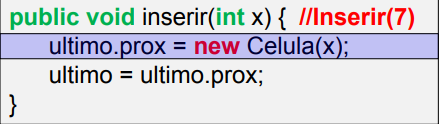 public void inserir(int x) { //Inserir(7)
ultimo.prox = new Celula(x);
ultimo = ultimo.prox;
}